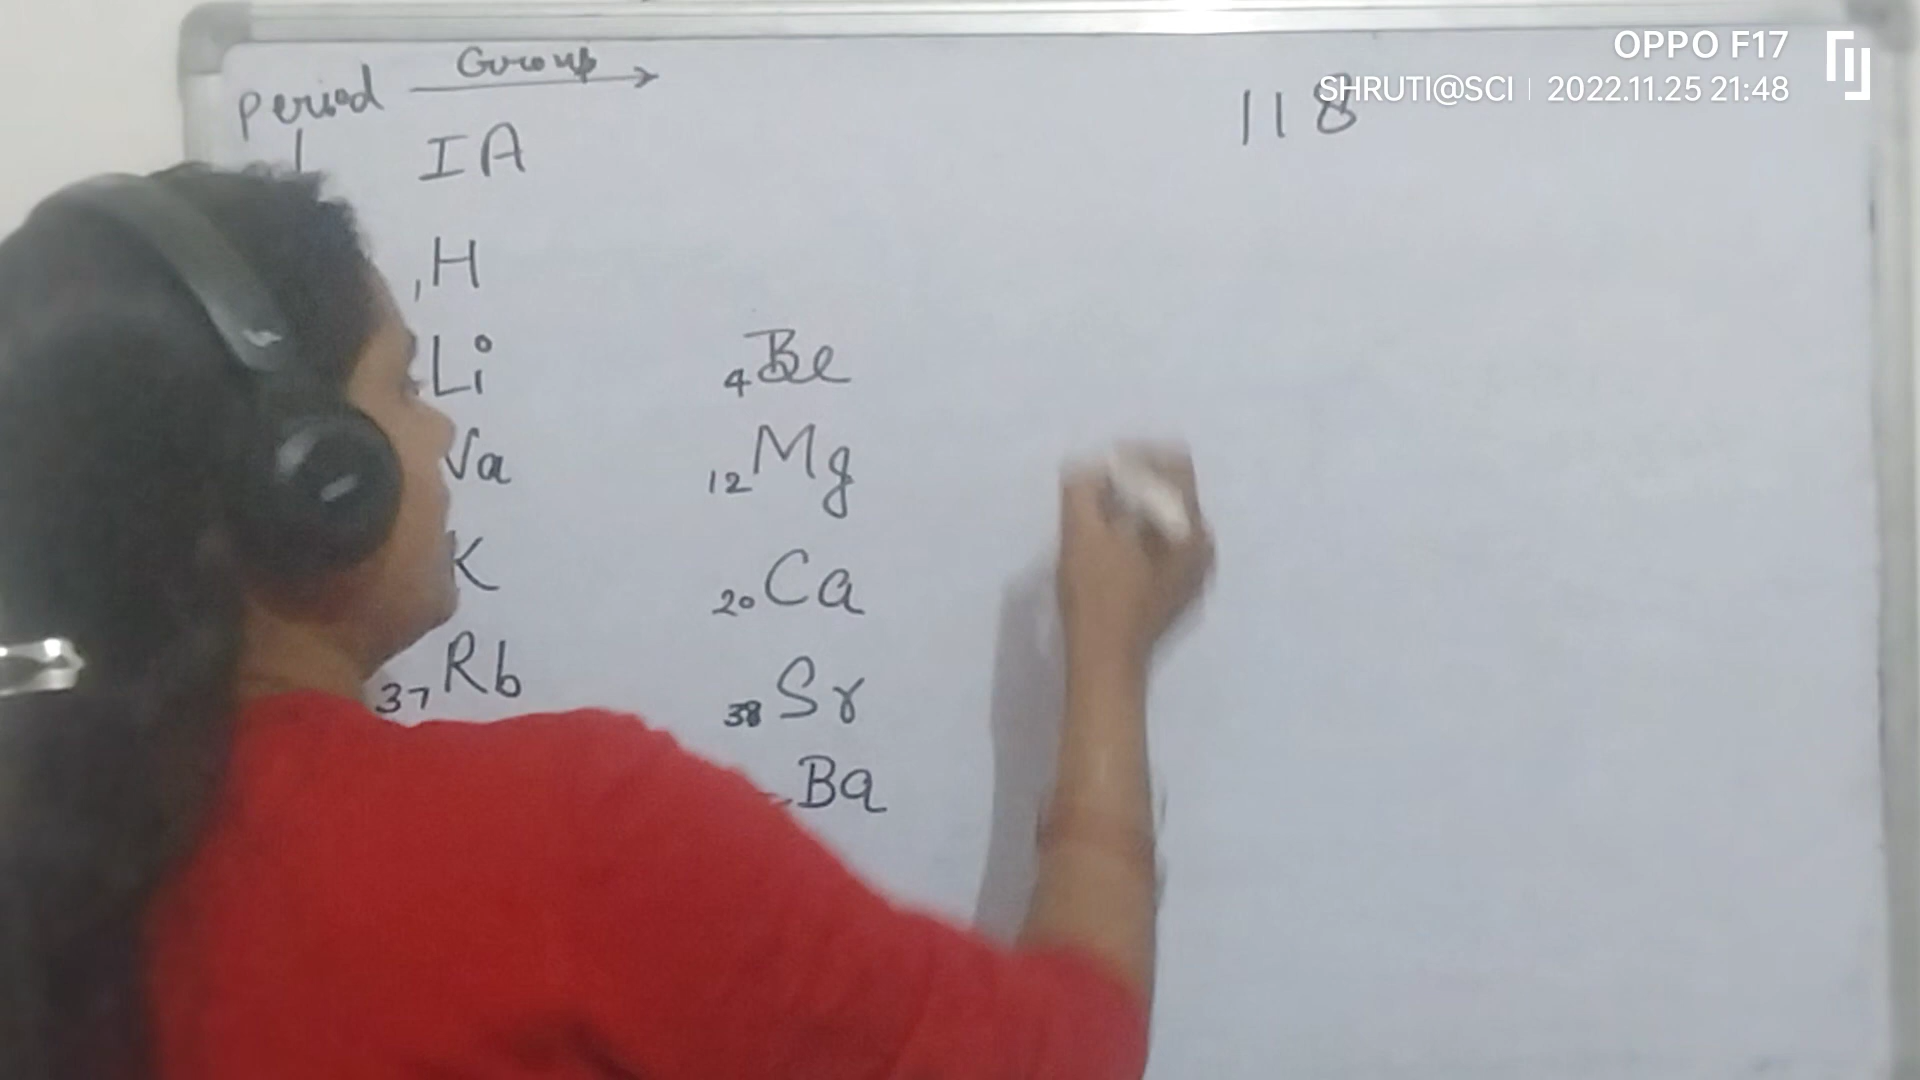 OPPO F17
SHRUTI@SCI | 2022.11.25 21:48
Period Group
118
IA
1H
Li
4Be
Na
12Mg
K
20Ca
37Rb
38Sr
Ba